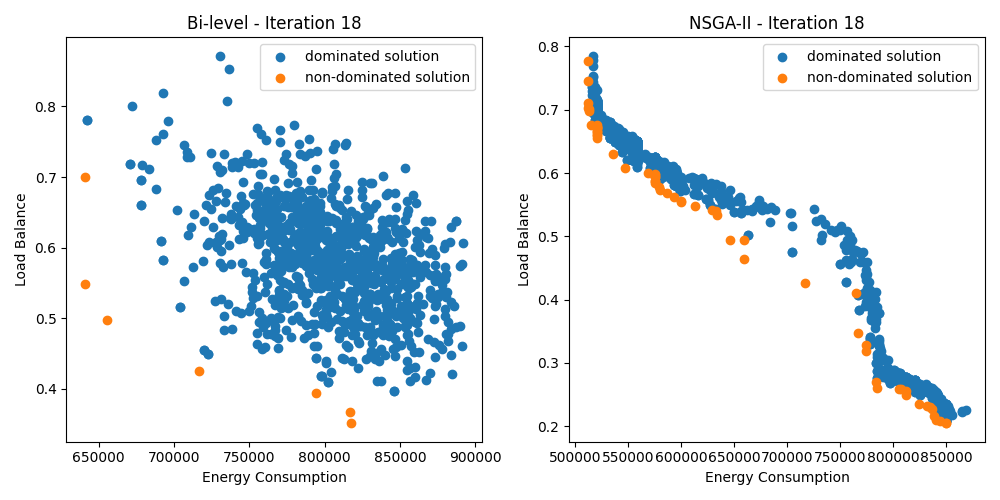 Bi-level - Iteration 18
dominated solution
non-dominated solution
Load Balance
0.8
0.7
0.6
0.5
0.4
650000 700000 750000 800000 850000 900000
Energy Consumption
NSGA-II - Iteration 18
dominated solution
non-dominated solution
Load Balance
0.8
0.7
0.6
0.5
0.4
0.3
0.2
500000 550000 600000 650000 700000 750000 800000 850000
Energy Consumption